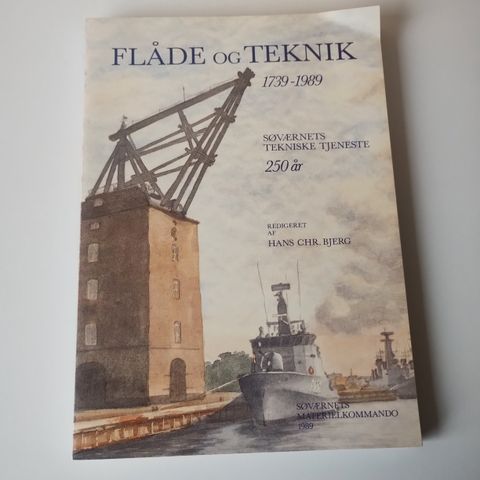 FLÅDE OG TEKNIK
1739-1989
SØVÆRNETS
TEKNISKE TJENESTE
250 år
REDIGERET
AF
HANS CHR. BJERG
SØVÆRNETS
MATERIELKOMMANDO
1989